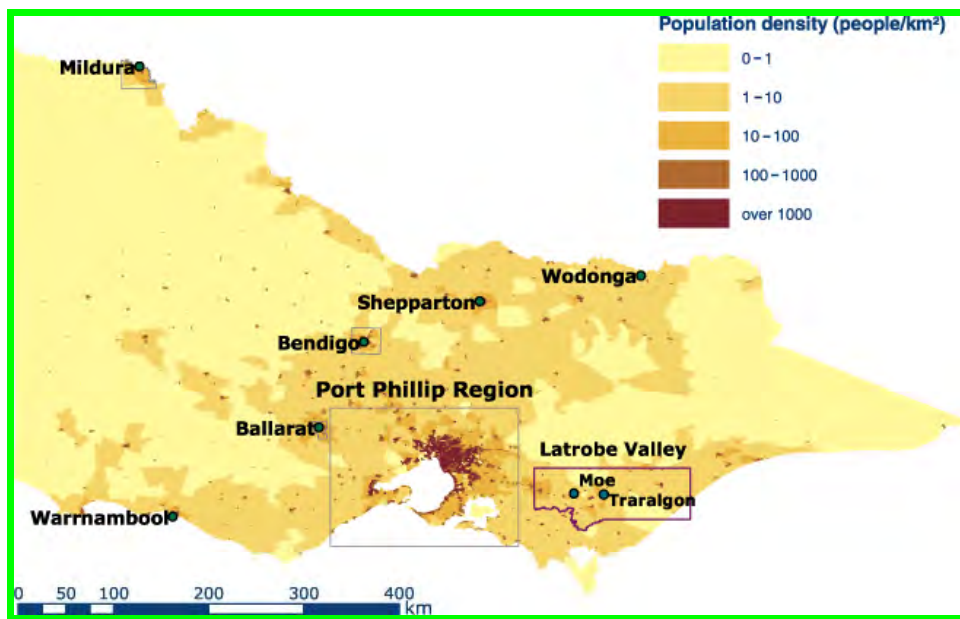 Population density (people/km²)
0–1
1–10
10–100
100–1000
over 1000
Mildura
Wodonga
Shepparton
Bendigo
Port Phillip Region
Ballarat
Latrobe Valley
Moe
Traralgon
Warrnambool
0 50 100 200 300 400
km